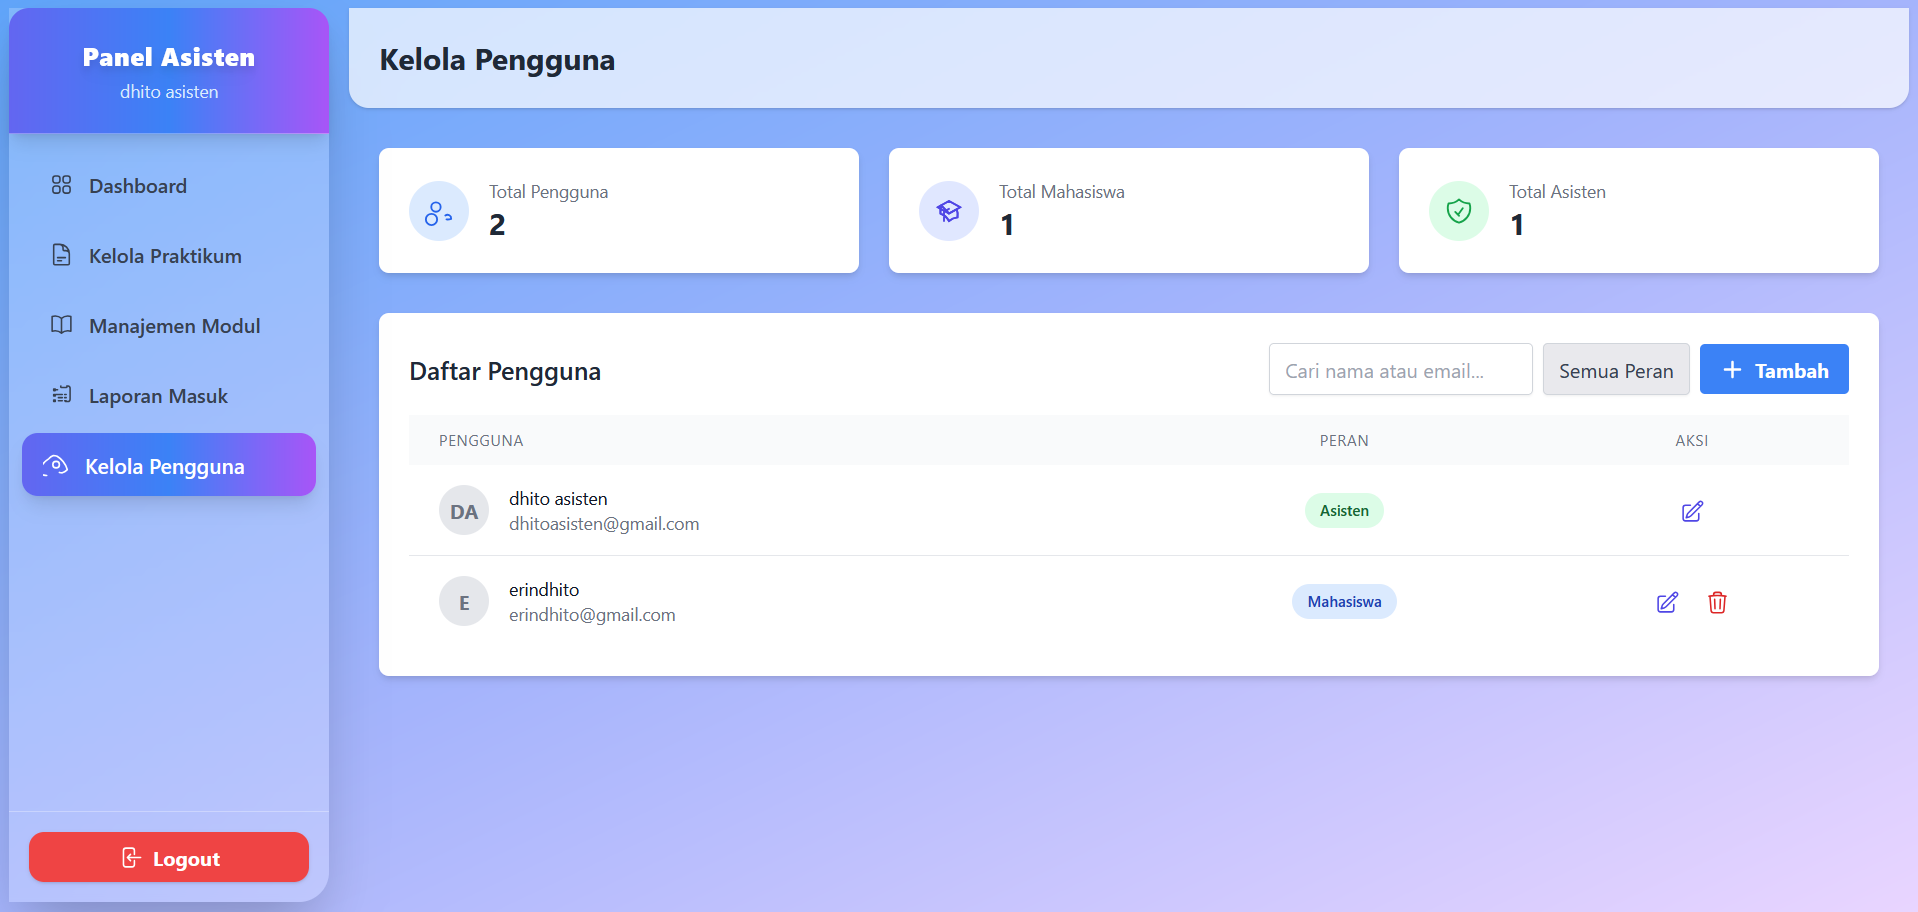 Panel Asisten
dhito asisten
Dashboard
Kelola Praktikum
Manajemen Modul
Laporan Masuk
Kelola Pengguna
Logout
Kelola Pengguna
Total Pengguna
2
Total Mahasiswa
1
Total Asisten
1
Daftar Pengguna
Cari nama atau email...
Semua Peran
Tambah
PENGGUNA PERAN AKSI
DA
dhito asisten
dhitoasisten@gmail.com
Asisten
E
erindhito
erindhito@gmail.com
Mahasiswa